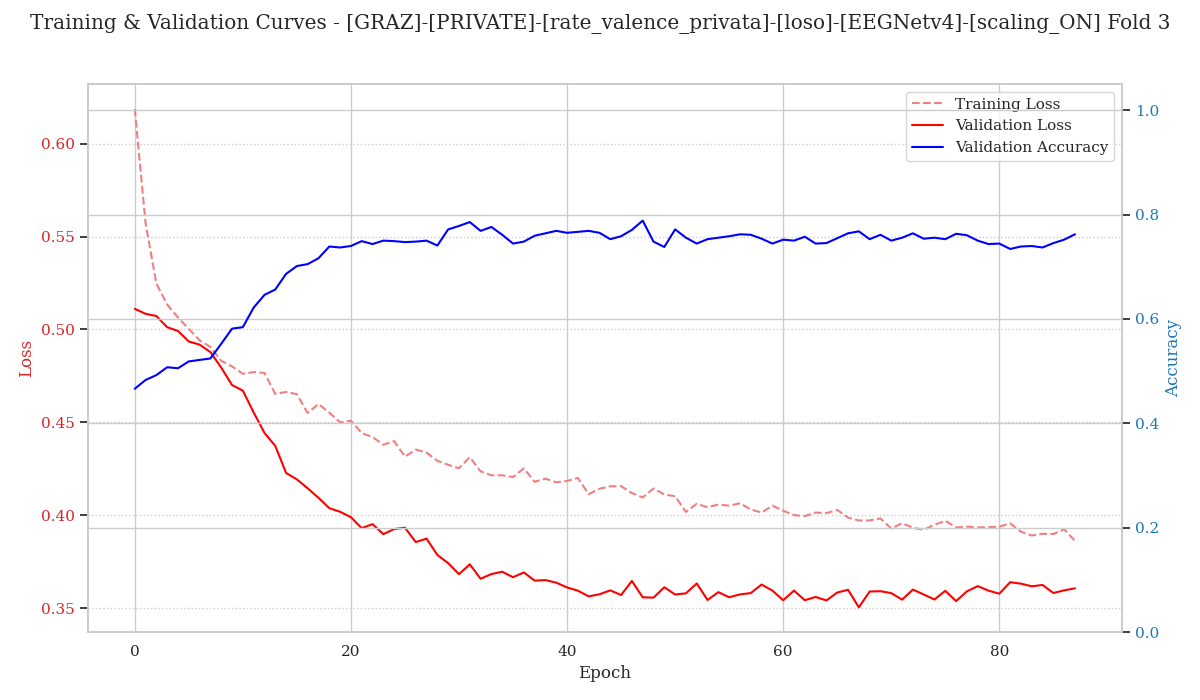 Training & Validation Curves - [GRAZ]-[PRIVATE]-[rate_valence_privata]-[loso]-[EEGNetv4]-[scaling_ON] Fold 3
Training Loss
Validation Loss
Validation Accuracy
Loss
0.60
0.55
0.50
0.45
0.40
0.35
1.0
0.8
0.6
0.4
0.2
0.0
Accuracy
0
20
40
60
80
Epoch